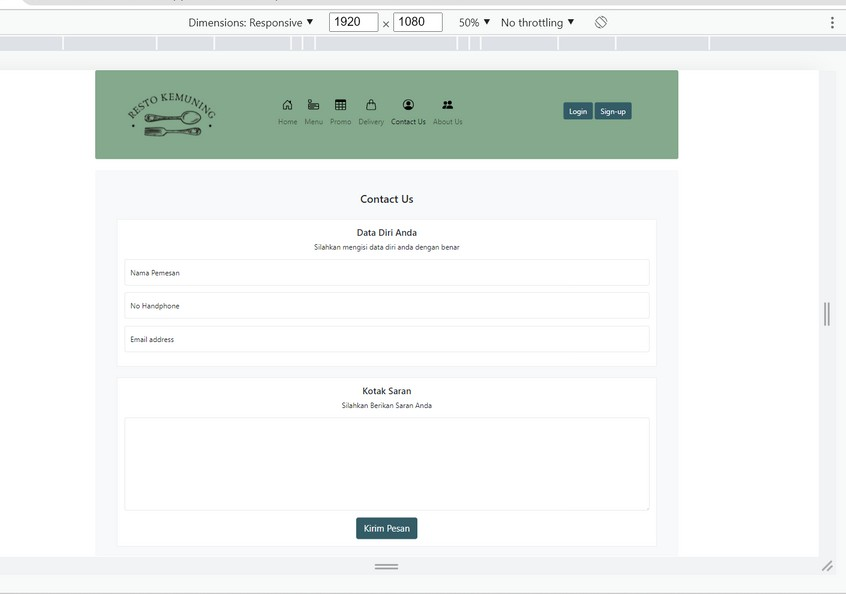 Dimensions: Responsive ▼ 1920 × 1080 50% ▼ No throttling ▼
RESTO KEMUNING
Home Menu Promo Delivery Contact Us About Us
Login Sign-up
Contact Us
Data Diri Anda
Silahkan mengisi data diri anda dengan benar
Nama Pemesan
No Handphone
Email address
Kotak Saran
Silahkan Berikan Saran Anda
Kirim Pesan